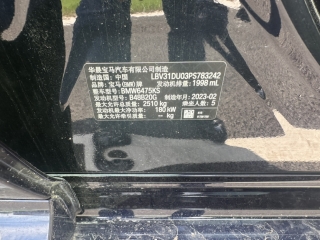 华晨宝马汽车有限公司制造
制造国：中国 LBV31DU03PS783242
品牌：宝马(BMW)牌 发动机排量：1998 mL
整车型号：BMW6475KS
发动机型号：B48B20G 制造年月：2023-02
最大允许总质量：2510 kg 乘坐人数：5
发动机最大净功率：180 kW
最大允许牵引质量：-- kg